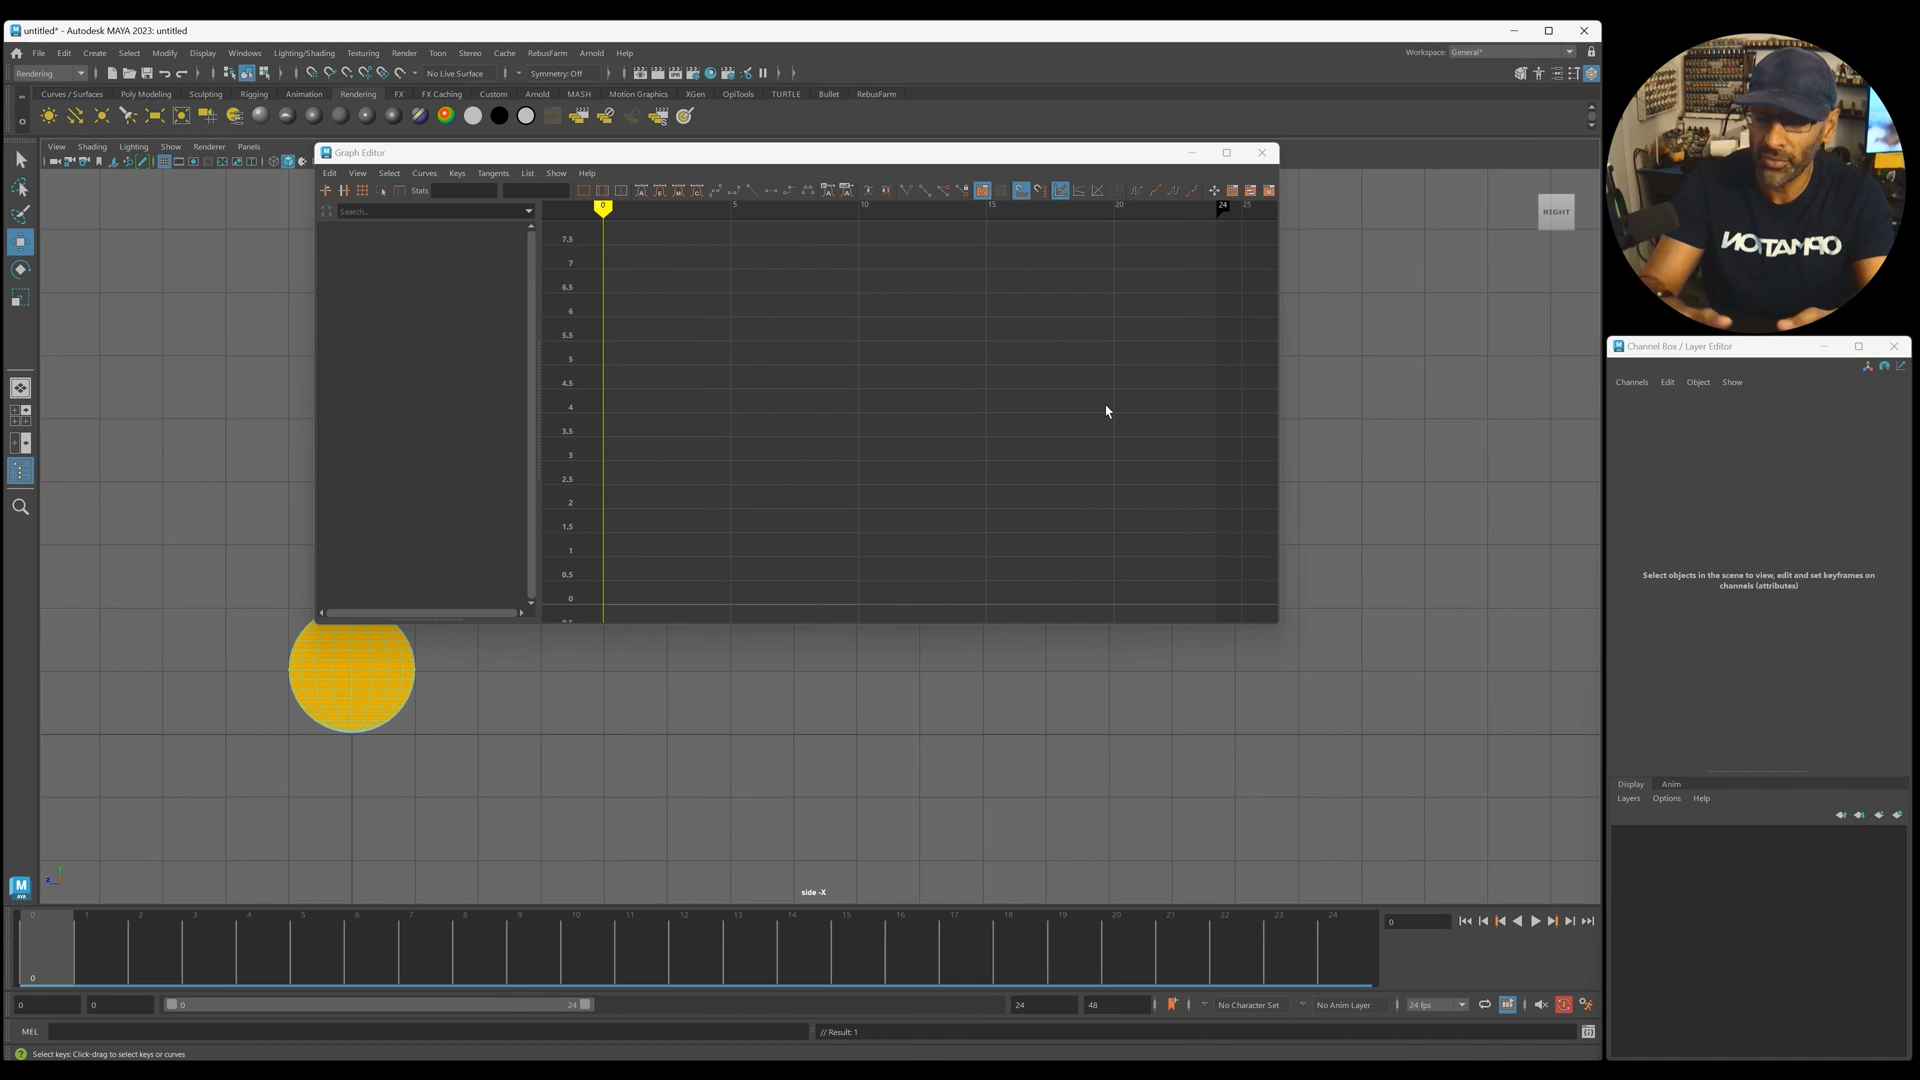 untitled* - Autodesk MAYA 2023: untitled
File Edit Create Select Modify Display Windows Lighting/Shading Texturing Render Toon Stereo Cache RebusFarm Arnold Help
Workspace: General*
Rendering
No Live Surface
Symmetry: Off
Curves / Surfaces Poly Modeling Sculpting Rigging Animation Rendering FX FX Caching Custom Arnold MASH Motion Graphics XGen OpiTools TURTLE Bullet RebusFarm
View Shading Lighting Show Renderer Panels
Graph Editor
Edit View Select Curves Keys Tangents List Show Help
Stats
Search...
0 5 10 15 20 24 25
7.5
7
6.5
6
5.5
5
4.5
4
3.5
3
2.5
2
1.5
1
0.5
0
RIGHT
NOITAMPO
Channel Box / Layer Editor
Channels Edit Object Show
Select objects in the scene to view, edit and set keyframes on
channels (attributes)
Display Anim
Layers Options Help
side -X
0 1 2 3 4 5 6 7 8 9 10 11 12 13 14 15 16 17 18 19 20 21 22 23 24
0
0
0 0 0 24 24 48 No Character Set No Anim Layer 24 fps
MEL // Result: 1
Select keys: Click-drag to select keys or curves
M
AYA